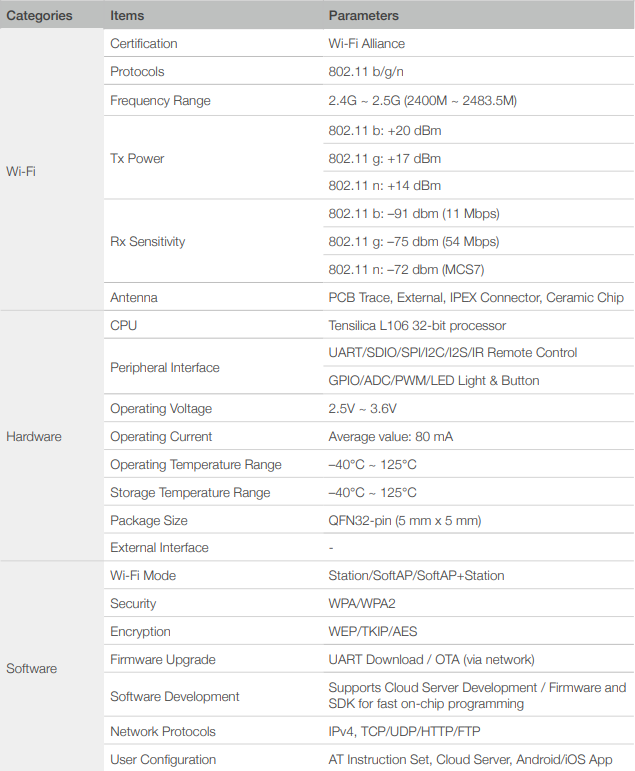 Categories Items Parameters
Wi-Fi
Certification Wi-Fi Alliance
Protocols 802.11 b/g/n
Frequency Range 2.4G ~ 2.5G (2400M ~ 2483.5M)
Tx Power
802.11 b: +20 dBm
802.11 g: +17 dBm
802.11 n: +14 dBm
Rx Sensitivity
802.11 b: –91 dbm (11 Mbps)
802.11 g: –75 dbm (54 Mbps)
802.11 n: –72 dbm (MCS7)
Antenna PCB Trace, External, IPEX Connector, Ceramic Chip
Hardware
CPU Tensilica L106 32-bit processor
Peripheral Interface
UART/SDIO/SPI/I2C/I2S/IR Remote Control
GPIO/ADC/PWM/LED Light & Button
Operating Voltage 2.5V ~ 3.6V
Operating Current Average value: 80 mA
Operating Temperature Range –40°C ~ 125°C
Storage Temperature Range –40°C ~ 125°C
Package Size QFN32-pin (5 mm x 5 mm)
External Interface -
Software
Wi-Fi Mode Station/SoftAP/SoftAP+Station
Security WPA/WPA2
Encryption WEP/TKIP/AES
Firmware Upgrade UART Download / OTA (via network)
Software Development
Supports Cloud Server Development / Firmware and
SDK for fast on-chip programming
Network Protocols IPv4, TCP/UDP/HTTP/FTP
User Configuration AT Instruction Set, Cloud Server, Android/iOS App